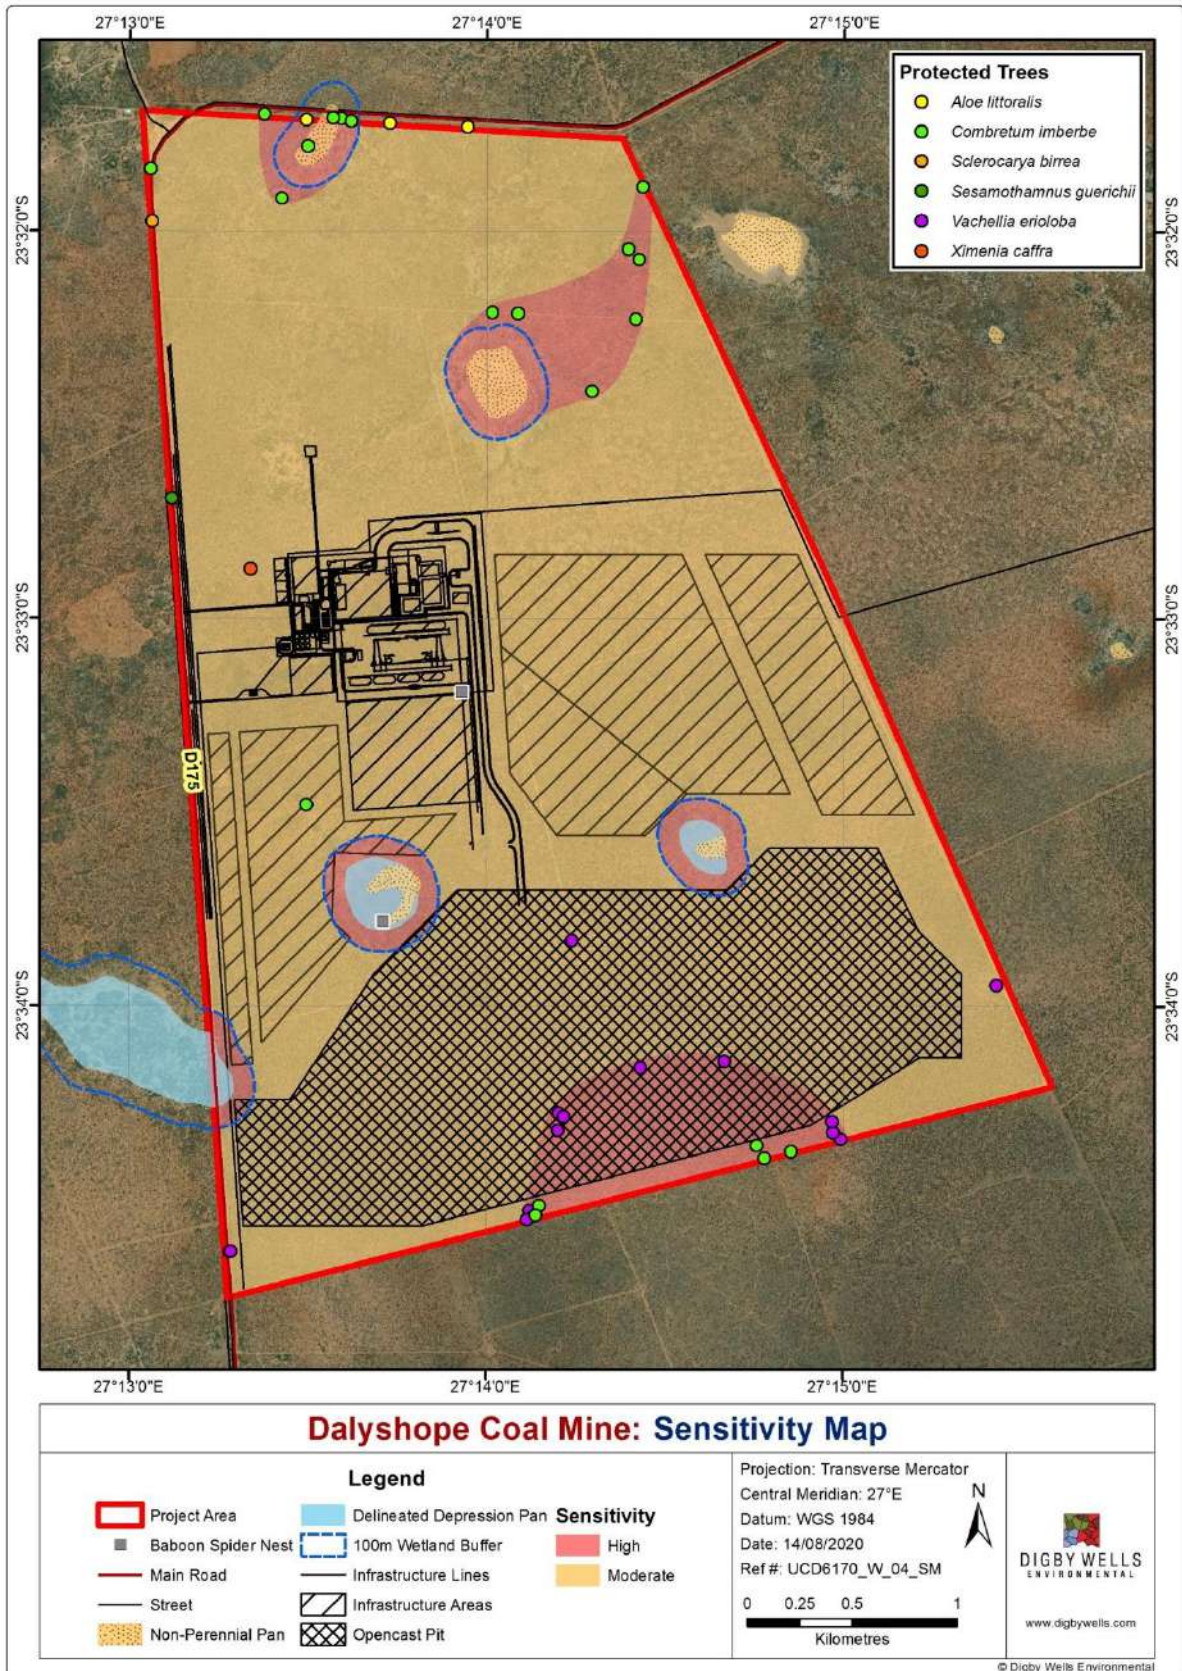 27°13'0"E 27°14'0"E 27°15'0"E
Protected Trees
Aloe littoralis
Combretum imberbe
Sclerocarya birrea
Sesamothamnus guerichii
Vachellia erioloba
Ximenia caffra
23°32'0"S 23°32'0"S
23°33'0"S 23°33'0"S
D175
23°34'0"S 23°34'0"S
27°13'0"E 27°14'0"E 27°15'0"E
Dalyshope Coal Mine: Sensitivity Map
Legend
Project Area
Baboon Spider Nest
Main Road
Street
Non-Perennial Pan
Delineated Depression Pan
100m Wetland Buffer
Infrastructure Lines
Infrastructure Areas
Opencast Pit
Sensitivity
High
Moderate
Projection: Transverse Mercator
Central Meridian: 27°E
Datum: WGS 1984
Date: 14/08/2020
Ref #: UCD6170_W_04_SM
N
0 0.25 0.5 1
Kilometres
DIGBY WELLS
ENVIRONMENTAL
www.digbywells.com
© Digby Wells Environmental